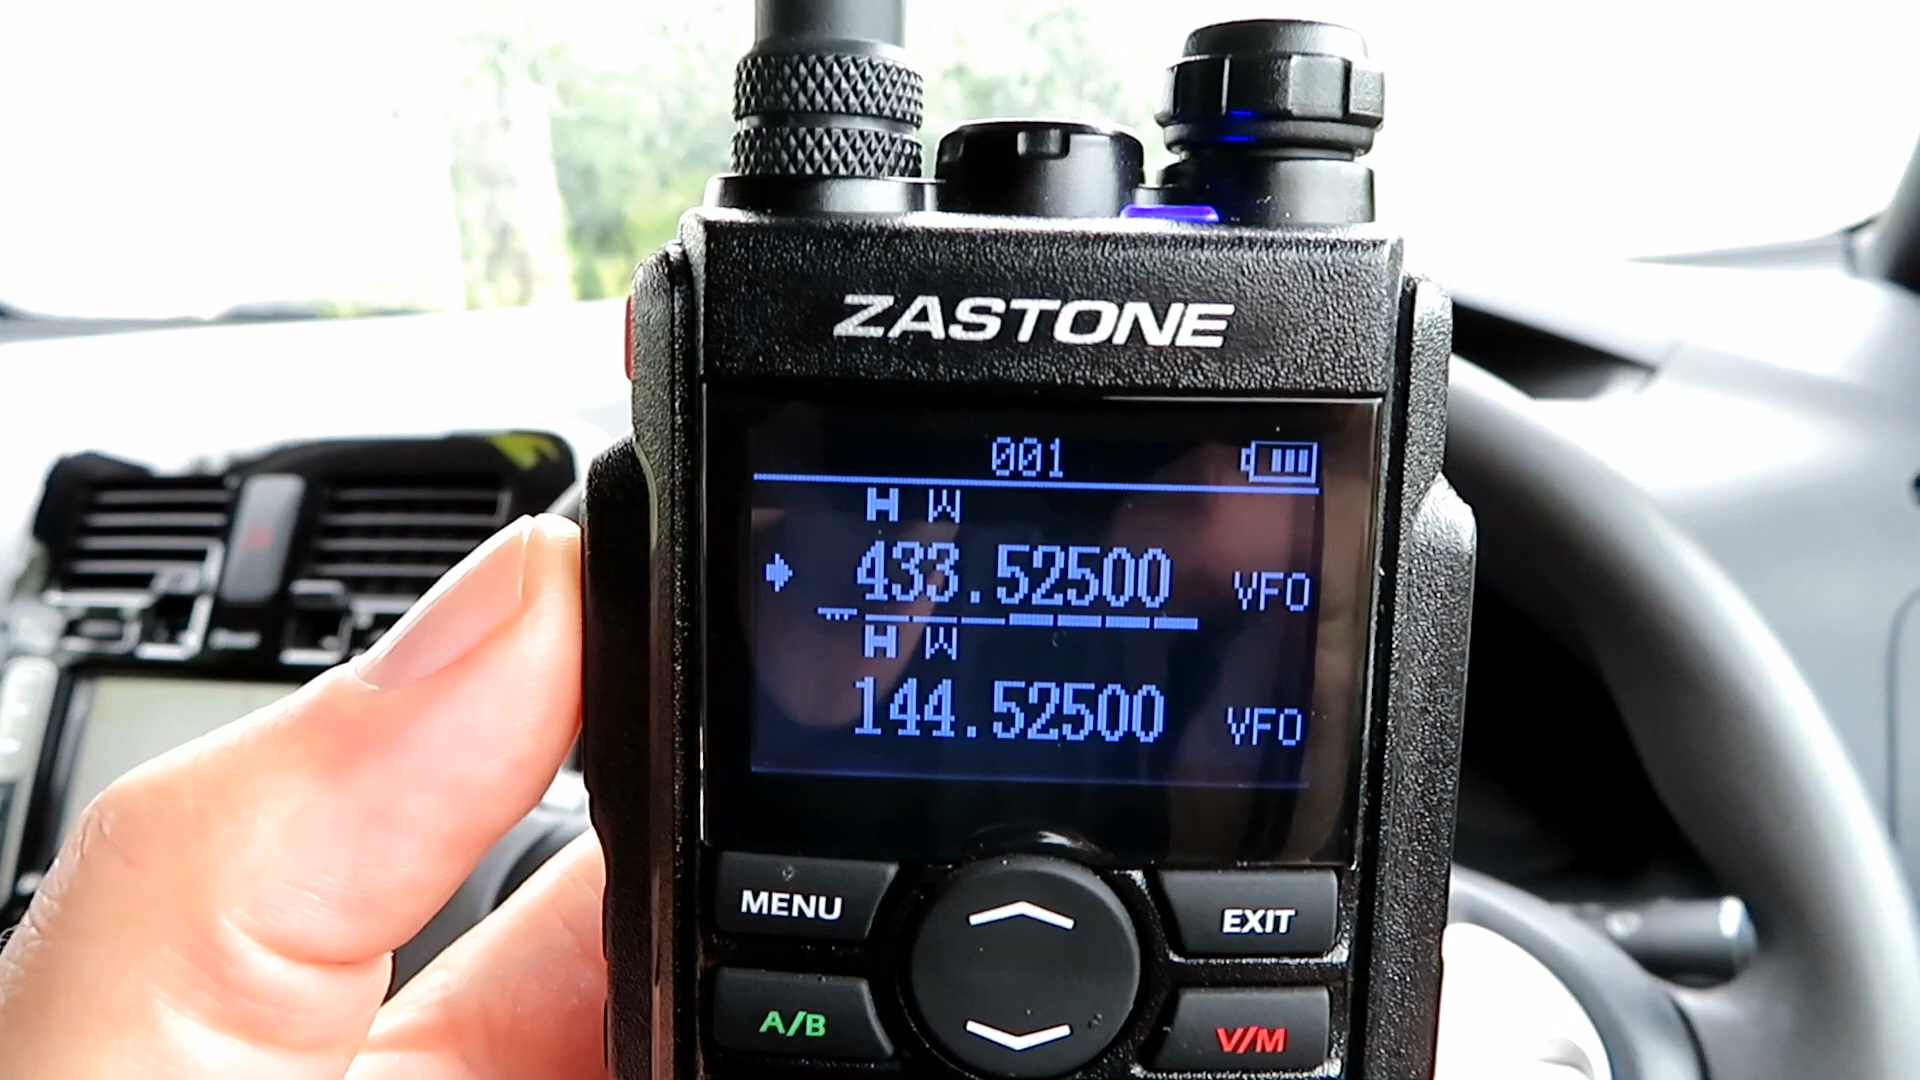 ZASTONE
001
H W
433.52500 VFO
H W
144.52500 VFO
MENU
EXIT
A/B
V/M